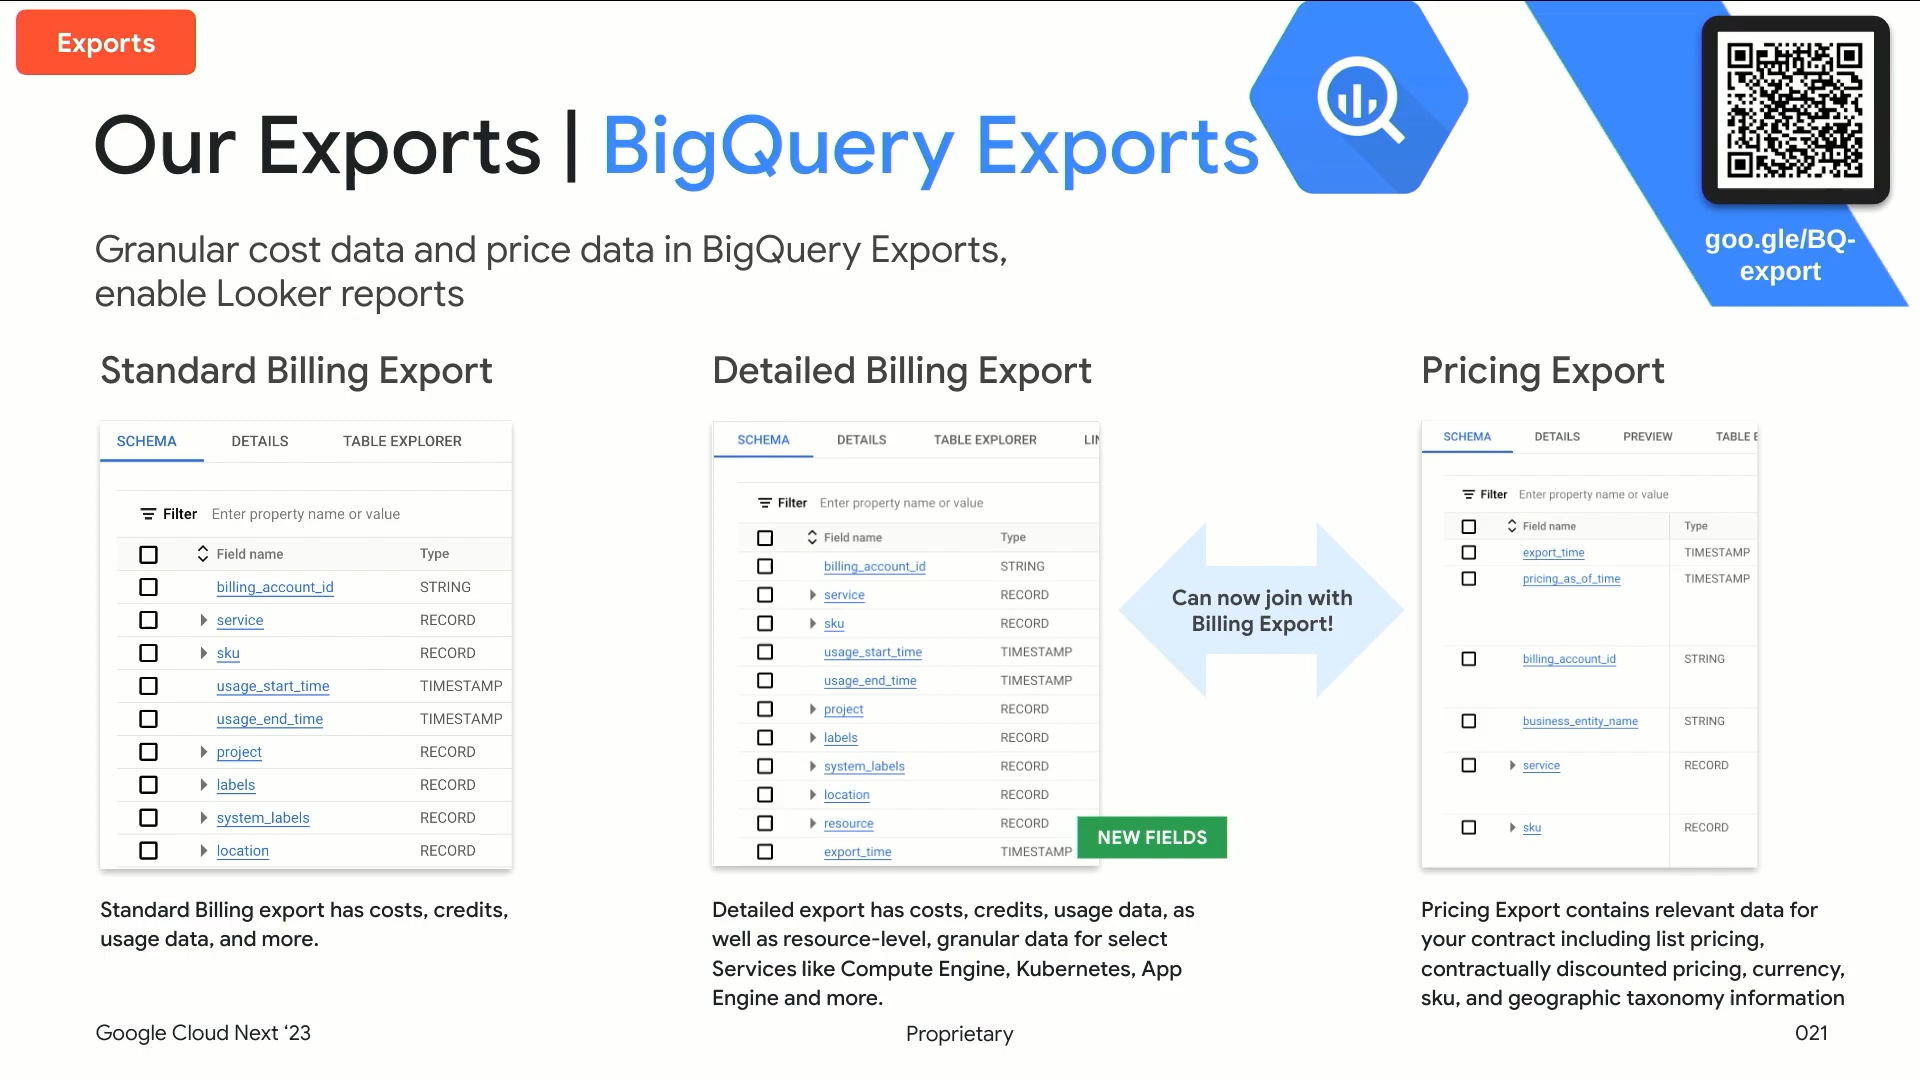 Exports
Our Exports | BigQuery Exports
goo.gle/BQ-
export
Granular cost data and price data in BigQuery Exports,
enable Looker reports
Standard Billing Export
SCHEMA DETAILS TABLE EXPLORER
Filter Enter property name or value
Field name Type
billing_account_id STRING
service RECORD
sku RECORD
usage_start_time TIMESTAMP
usage_end_time TIMESTAMP
project RECORD
labels RECORD
system_labels RECORD
location RECORD
Standard Billing export has costs, credits,
usage data, and more.
Detailed Billing Export
SCHEMA DETAILS TABLE EXPLORER LIN
Filter Enter property name or value
Field name Type
billing_account_id STRING
service RECORD
sku RECORD
usage_start_time TIMESTAMP
usage_end_time TIMESTAMP
project RECORD
labels RECORD
system_labels RECORD
location RECORD
resource RECORD
export_time TIMESTAMP
NEW FIELDS
Detailed export has costs, credits, usage data, as
well as resource-level, granular data for select
Services like Compute Engine, Kubernetes, App
Engine and more.
Can now join with
Billing Export!
Pricing Export
SCHEMA DETAILS PREVIEW TABLE E
Filter Enter property name or value
Field name Type
export_time TIMESTAMP
pricing_as_of_time TIMESTAMP
billing_account_id STRING
business_entity_name STRING
service RECORD
sku RECORD
Pricing Export contains relevant data for
your contract including list pricing,
contractually discounted pricing, currency,
sku, and geographic taxonomy information
Google Cloud Next ‘23
Proprietary
021